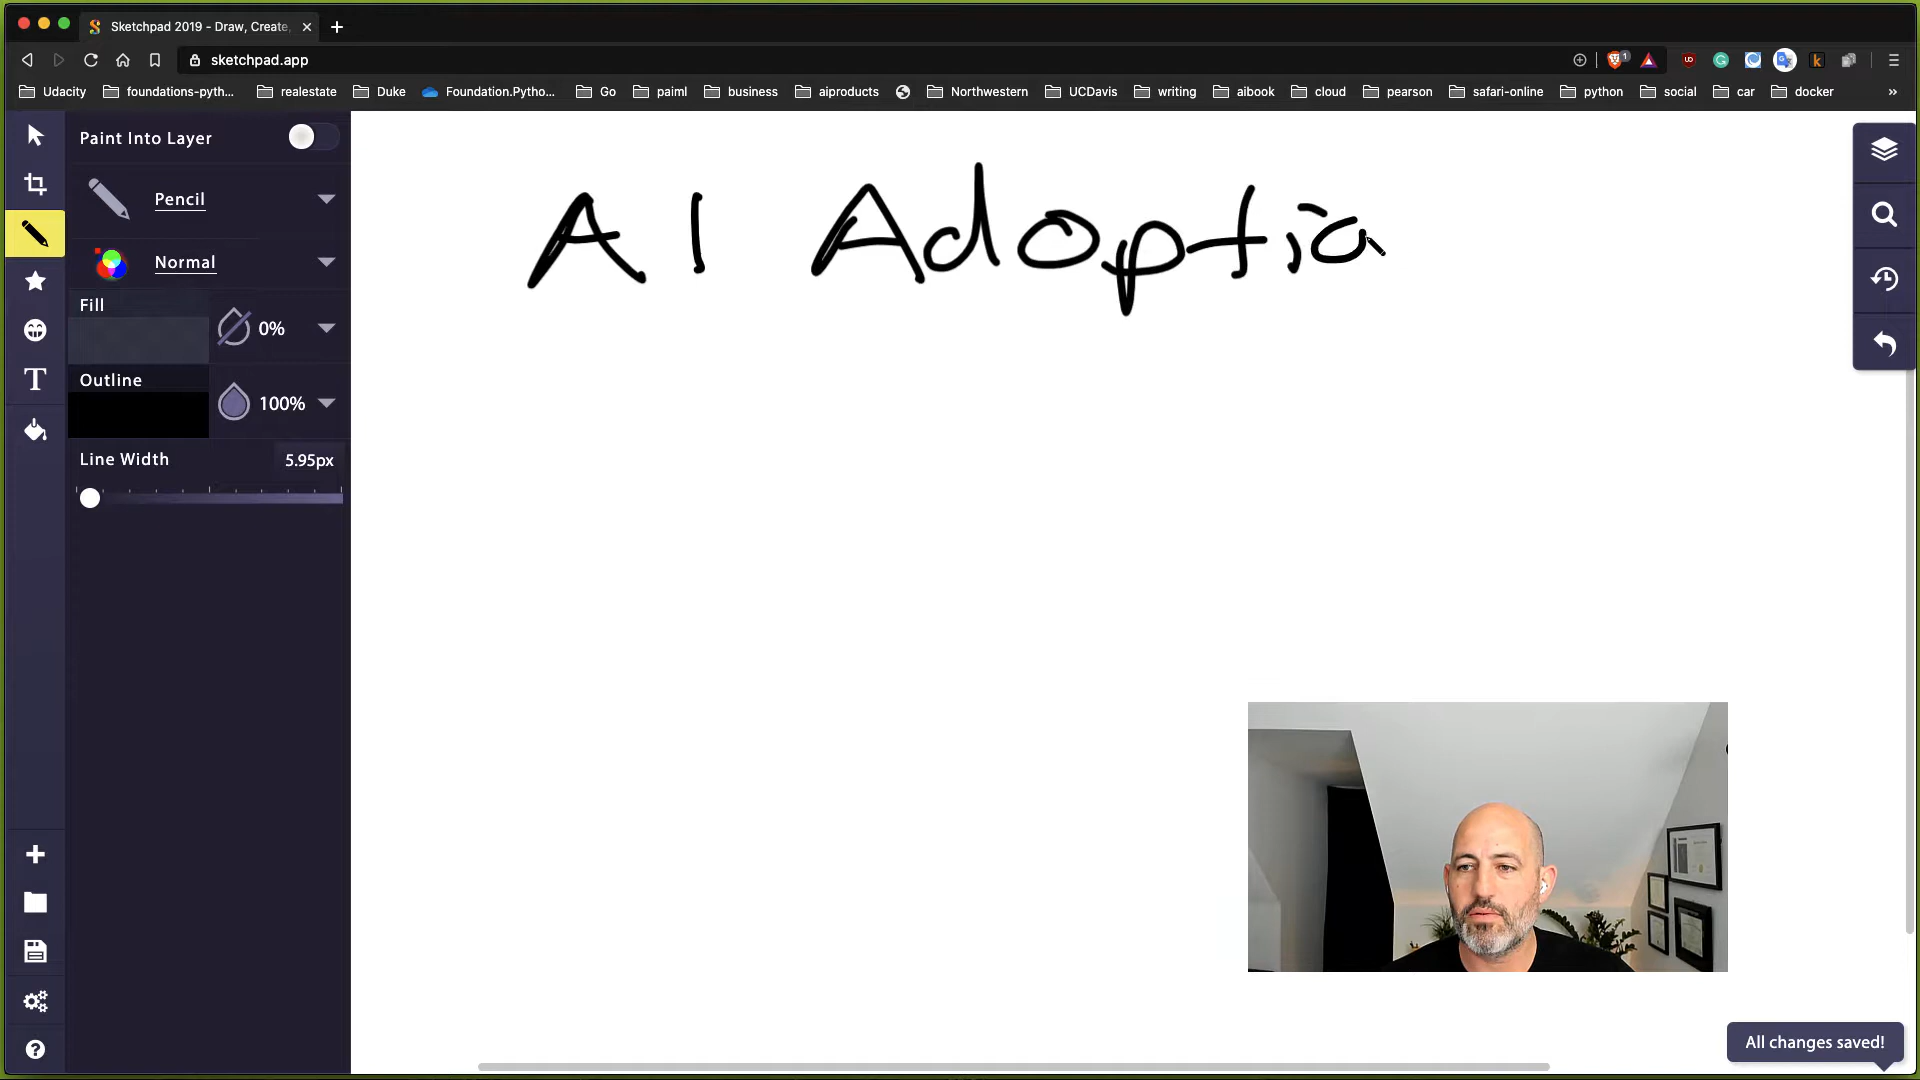 Sketchpad 2019 - Draw, Create,
sketchpad.app
1
Udacity foundations-pyth... realestate Duke Foundation.Pytho... Go paiml business aiproducts Northwestern UCDavis writing aibook cloud pearson safari-online python social car docker »
Paint Into Layer
Pencil
Normal
Fill
0%
Outline
100%
Line Width 5.95px
T
AI Adoptio
All changes saved!